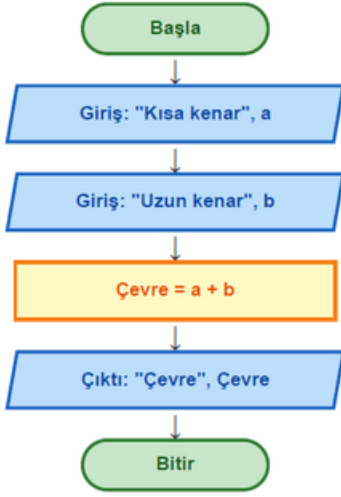 Başla
Giriş: "Kısa kenar", a
Giriş: "Uzun kenar", b
Çevre = a + b
Çıktı: "Çevre", Çevre
Bitir